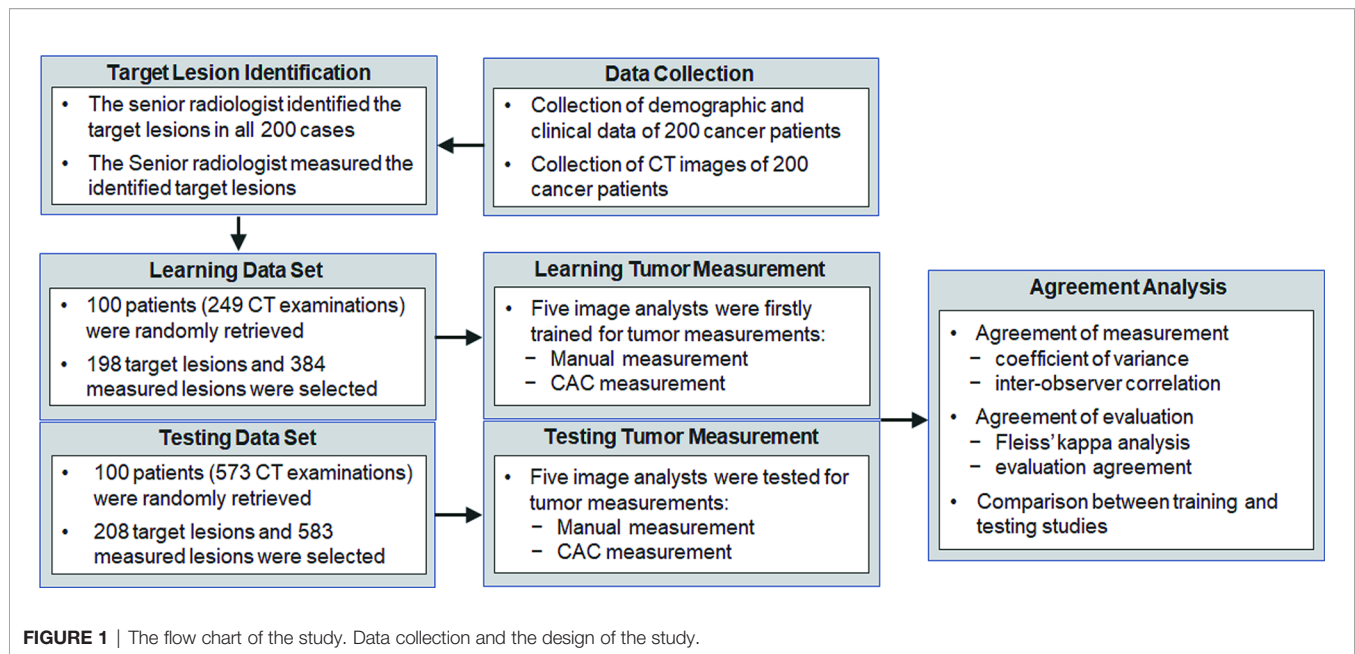 Target Lesion Identification
• The senior radiologist identified the
target lesions in all 200 cases
• The Senior radiologist measured the
identified target lesions
Data Collection
• Collection of demographic and
clinical data of 200 cancer patients
• Collection of CT images of 200
cancer patients
Learning Data Set
• 100 patients (249 CT examinations)
were randomly retrieved
• 198 target lesions and 384
measured lesions were selected
Learning Tumor Measurement
• Five image analysts were firstly
trained for tumor measurements:
− Manual measurement
− CAC measurement
Testing Data Set
• 100 patients (573 CT examinations)
were randomly retrieved
• 208 target lesions and 583
measured lesions were selected
Testing Tumor Measurement
• Five image analysts were tested for
tumor measurements:
− Manual measurement
− CAC measurement
Agreement Analysis
• Agreement of measurement
− coefficient of variance
− inter-observer correlation
• Agreement of evaluation
− Fleiss' kappa analysis
− evaluation agreement
• Comparison between training and
testing studies
FIGURE 1 | The flow chart of the study. Data collection and the design of the study.